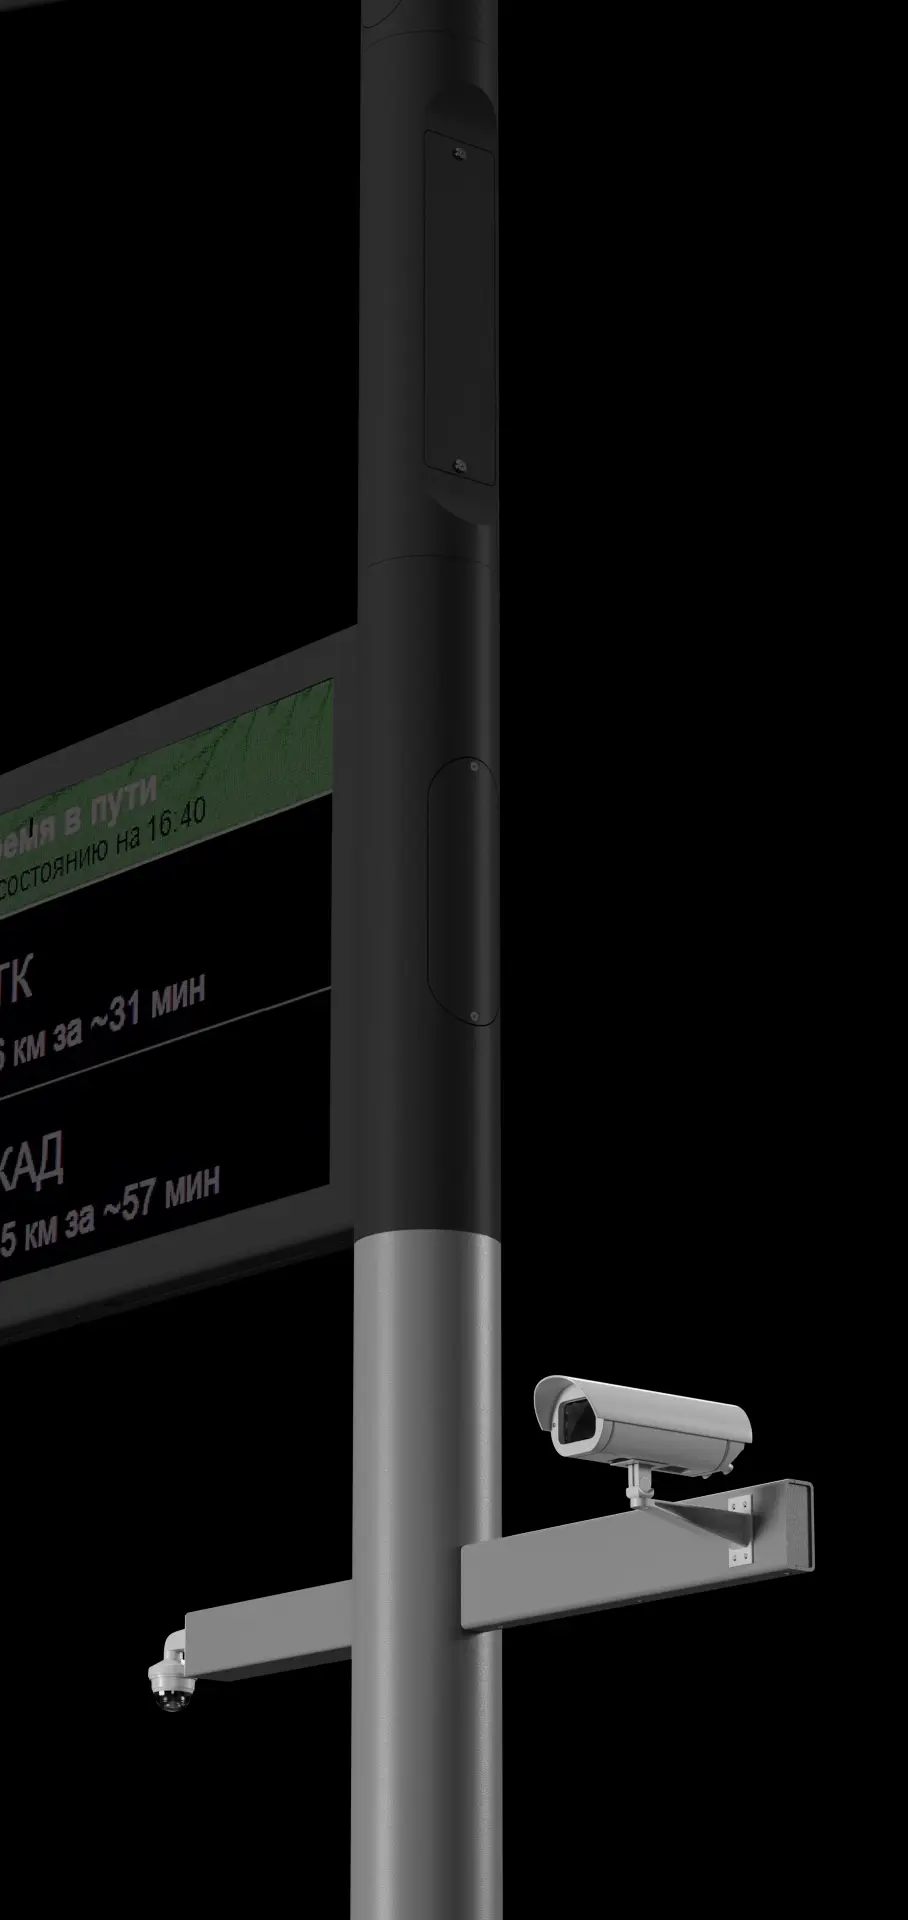 емя в пути
состоянию на 16:40
ТК
6 км за ~31 мин
КАД
5 км за ~57 мин